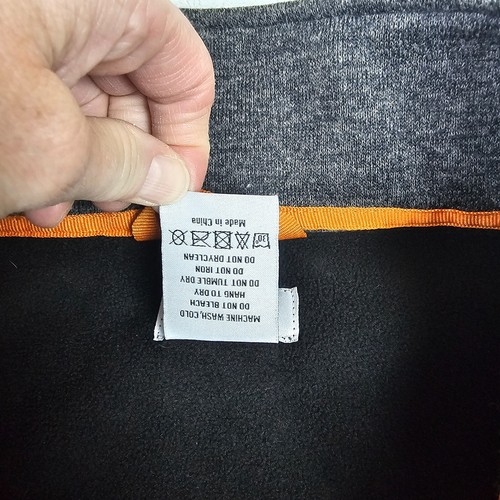 MACHINE WASH, COLD
DO NOT BLEACH
HANG TO DRY
DO NOT TUMBLE DRY
DO NOT IRON
DO NOT DRYCLEAN
30
Made in China